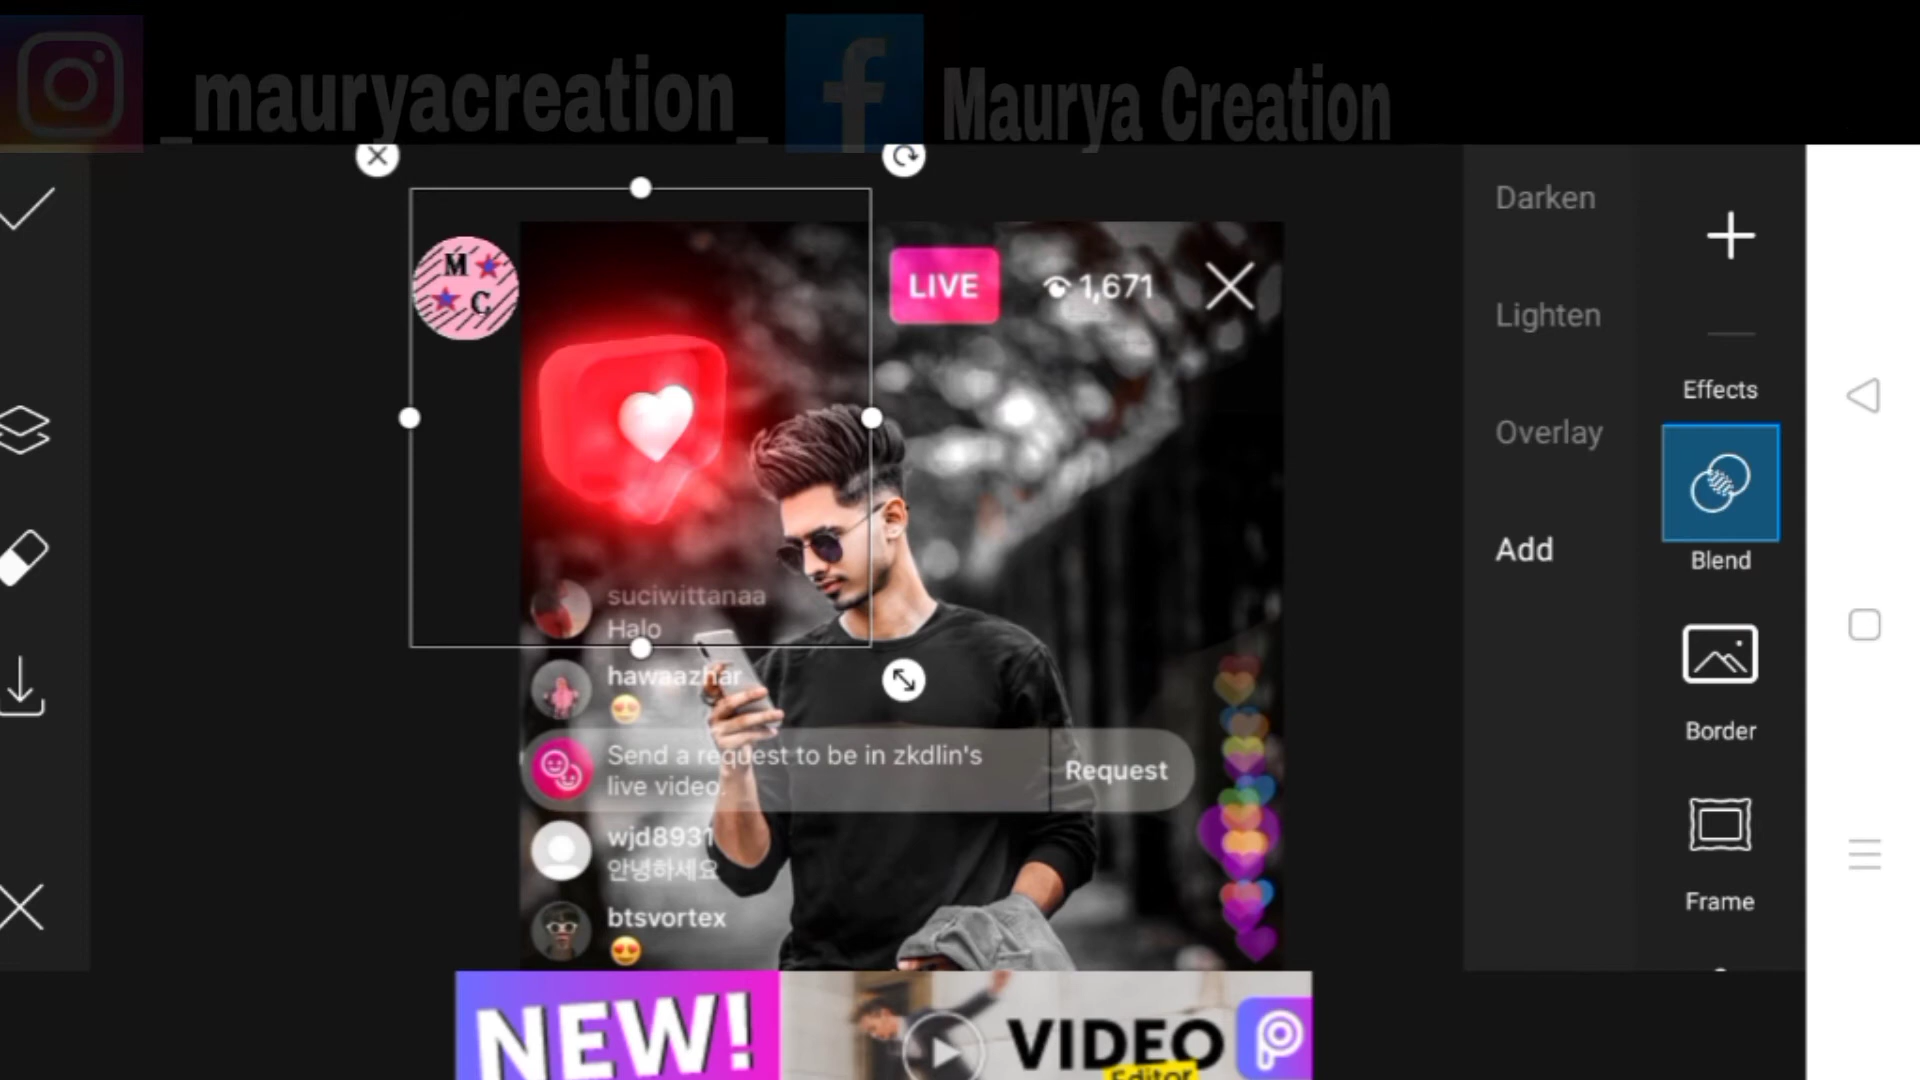 _mauryacreation_
Maurya Creation
M
C
LIVE
1,671
suciwittanaa
Halo
hawaazhar
Send a request to be in zkdlin's
live video.
Request
wjd8931
안녕하세요
btsvortex
Darken
Lighten
Overlay
Add
Effects
Blend
Border
Frame
NEW!
VIDEO
Editor